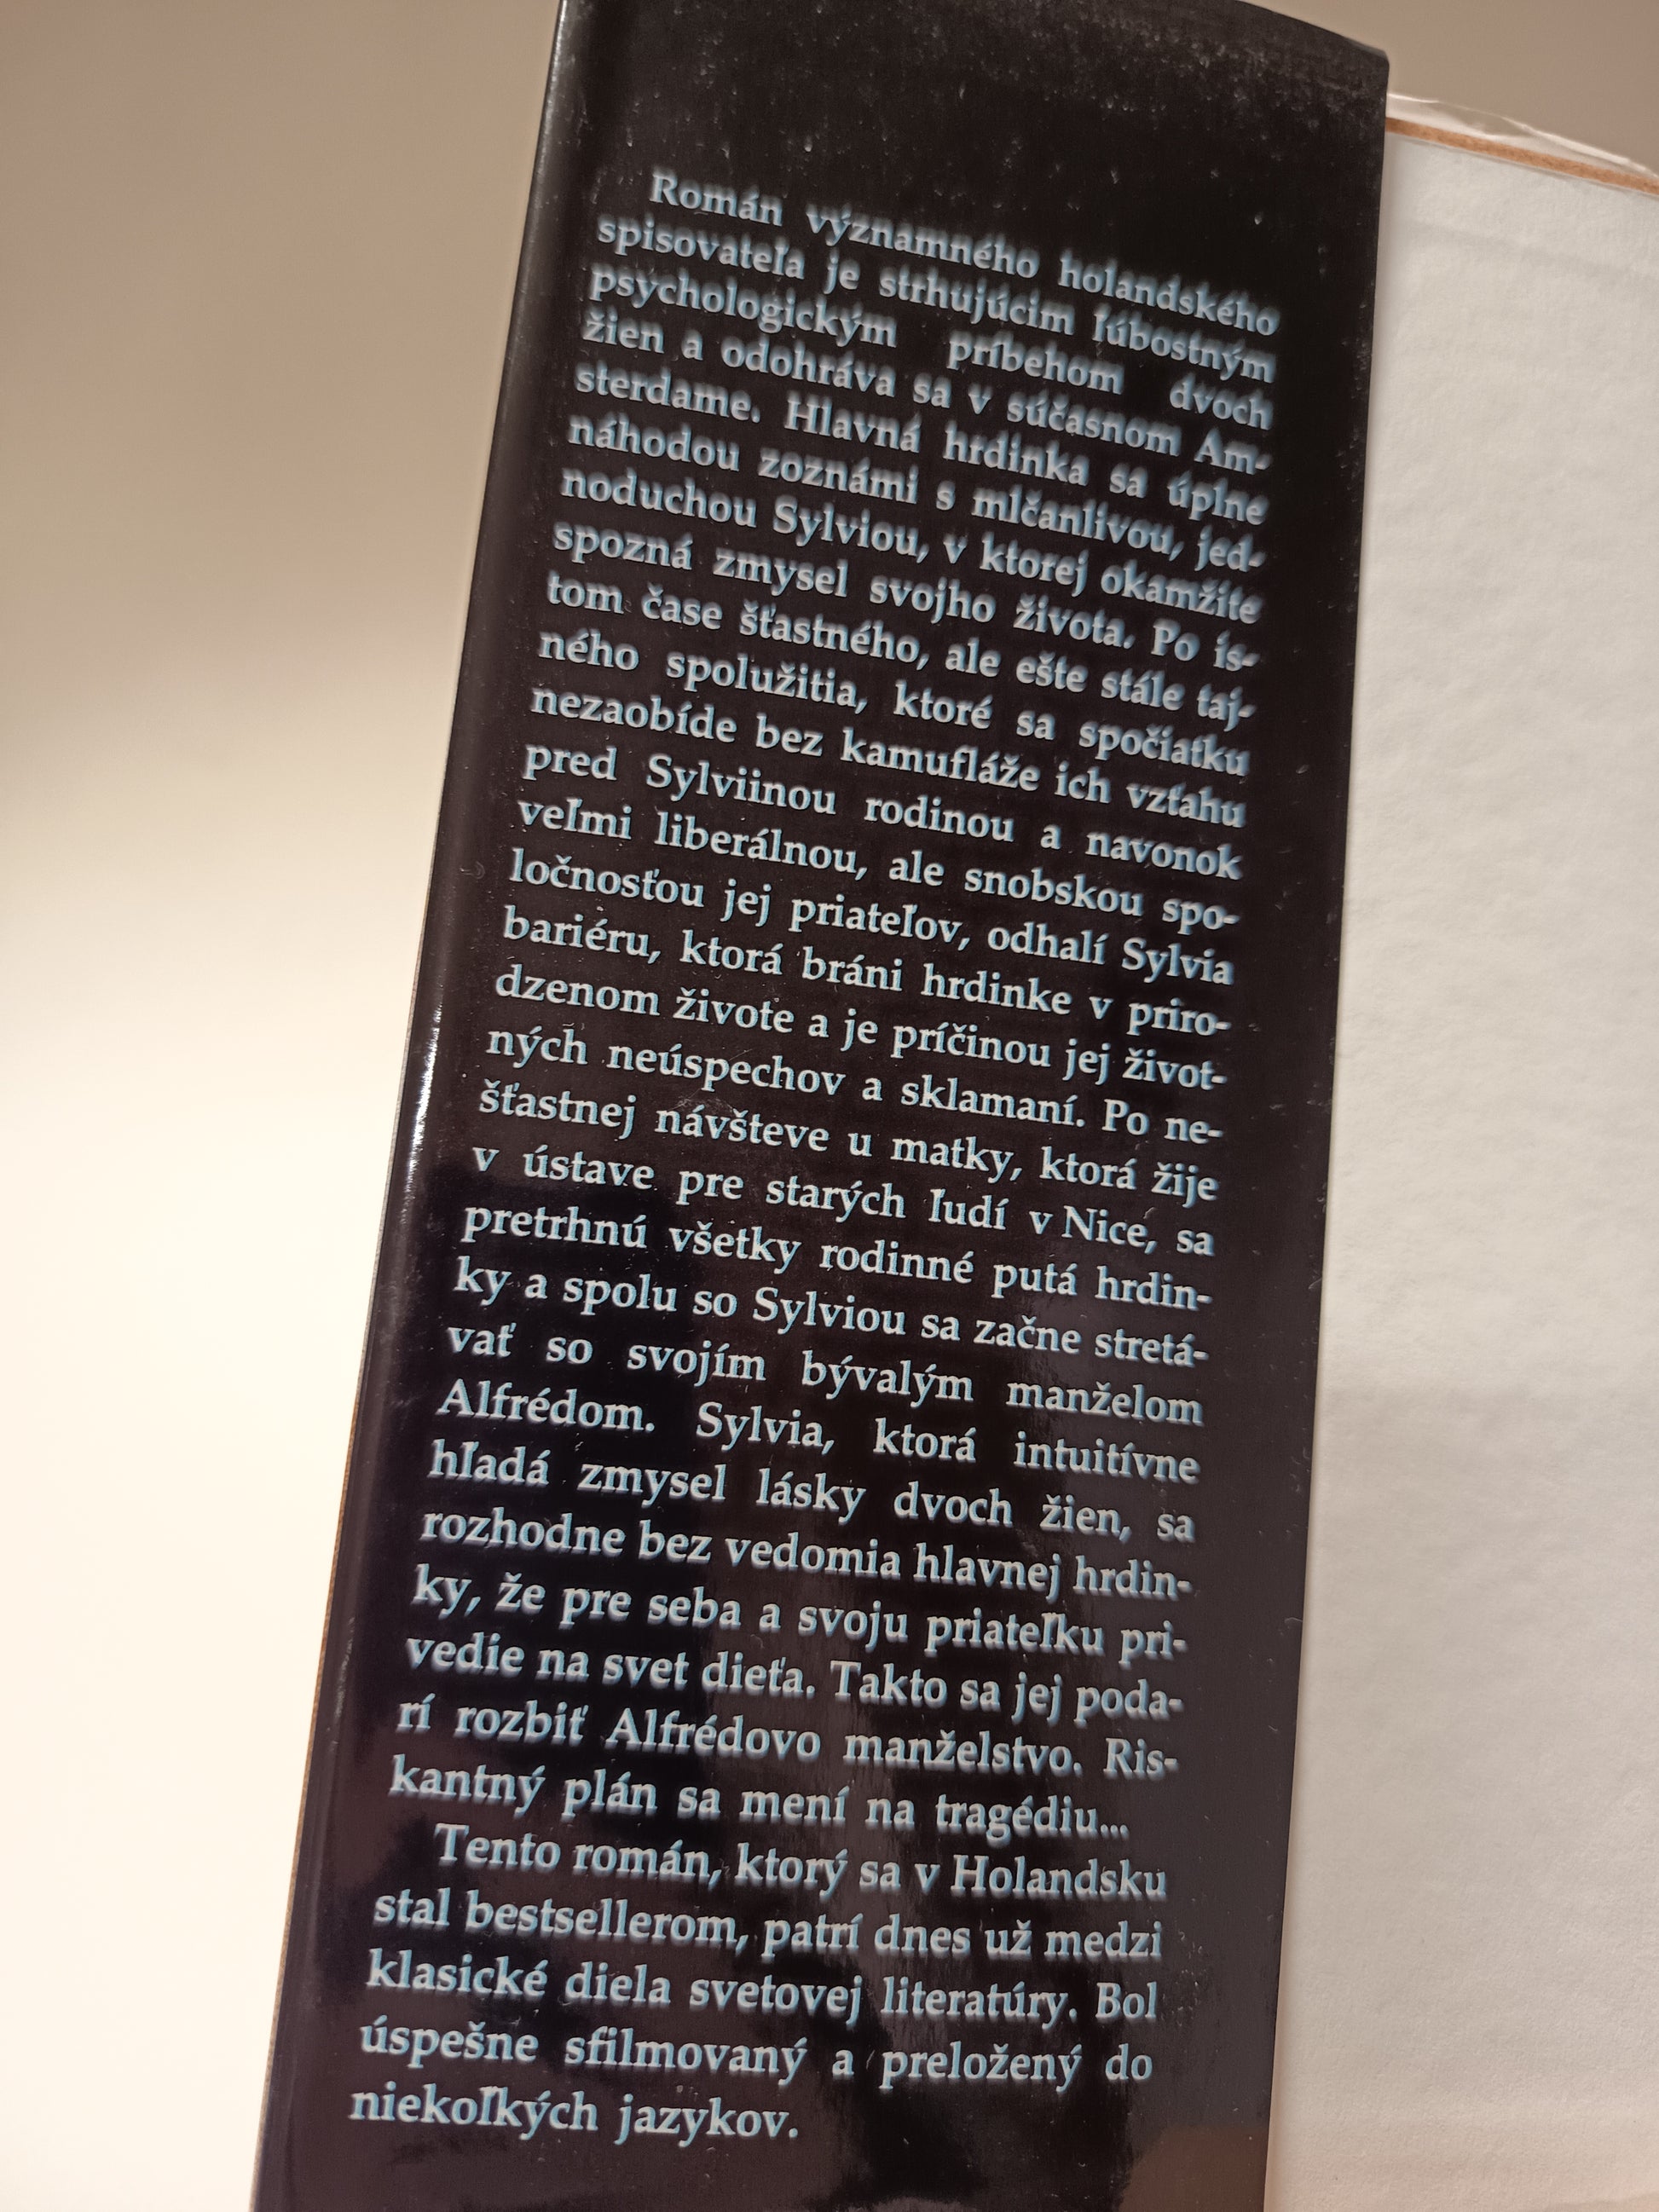 Román významného holandského
spisovateľa je strhujúcim ľúbostným
psychologickým príbehom dvoch
žien a odohráva sa v súčasnom Am-
sterdame. Hlavná hrdinka sa úplne
náhodou zoznámi s mlčanlivou, jed-
noduchou Sylviou, v ktorej okamžite
spozná zmysel svojho života. Po is-
tom čase šťastného, ale ešte stále taj-
ného spolužitia, ktoré sa spočiatku
nezaobíde bez kamufláže ich vzťahu
pred Sylviinou rodinou a navonok
veľmi liberálnou, ale snobskou spo-
ločnosťou jej priateľov, odhalí Sylvia
bariéru, ktorá bráni hrdinke v priro-
dzenom živote a je príčinou jej život-
ných neúspechov a sklamaní. Po ne-
šťastnej návšteve u matky, ktorá žije
v ústave pre starých ľudí v Nice, sa
pretrhnú všetky rodinné putá hrdin-
ky a spolu so Sylviou sa začne stretá-
vať so svojím bývalým manželom
Alfrédom. Sylvia, ktorá intuitívne
hľadá zmysel lásky dvoch žien, sa
rozhodne bez vedomia hlavnej hrdin-
ky, že pre seba a svoju priateľku pri-
vedie na svet dieťa. Takto sa jej poda-
rí rozbiť Alfrédovo manželstvo. Ris-
kantný plán sa mení na tragédiu...
Tento román, ktorý sa v Holandsku
stal bestsellerom, patrí dnes už medzi
klasické diela svetovej literatúry. Bol
úspešne sfilmovaný a preložený do
niekoľkých jazykov.